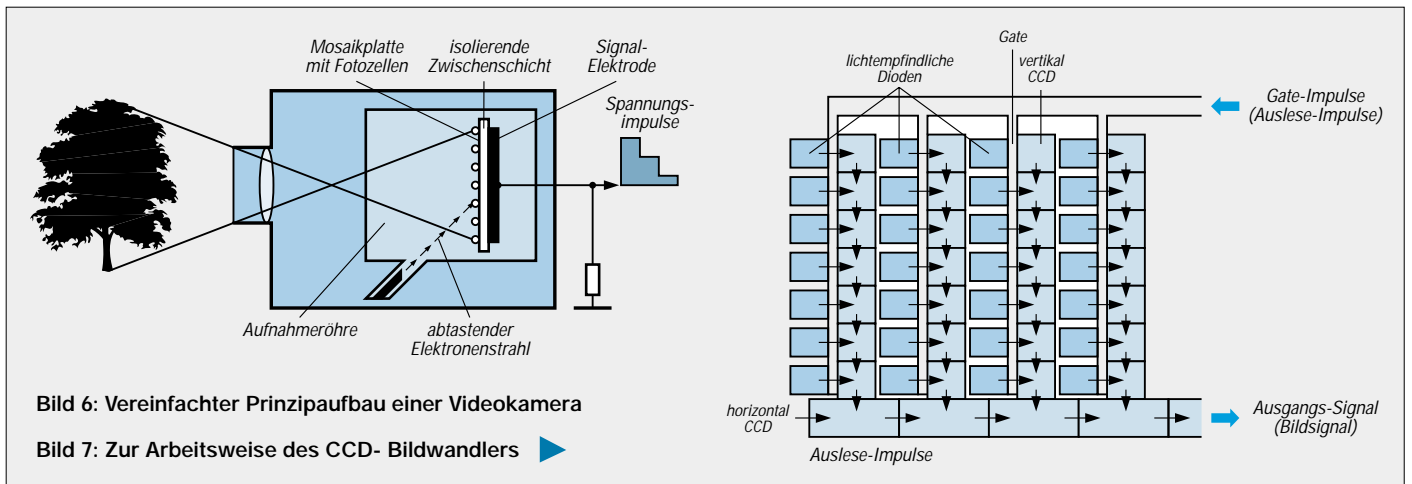 Mosaikplatte
mit Fotozellen
isolierende
Zwischenschicht
Signal-
Elektrode
Spannungs-
impulse
Aufnahmeröhre
abtastender
Elektronenstrahl
Bild 6: Vereinfachter Prinzipaufbau einer Videokamera
Bild 7: Zur Arbeitsweise des CCD- Bildwandlers
lichtempfindliche
Dioden
Gate
vertikal
CCD
Gate-Impulse
(Auslese-Impulse)
horizontal
CCD
Auslese-Impulse
Ausgangs-Signal
(Bildsignal)